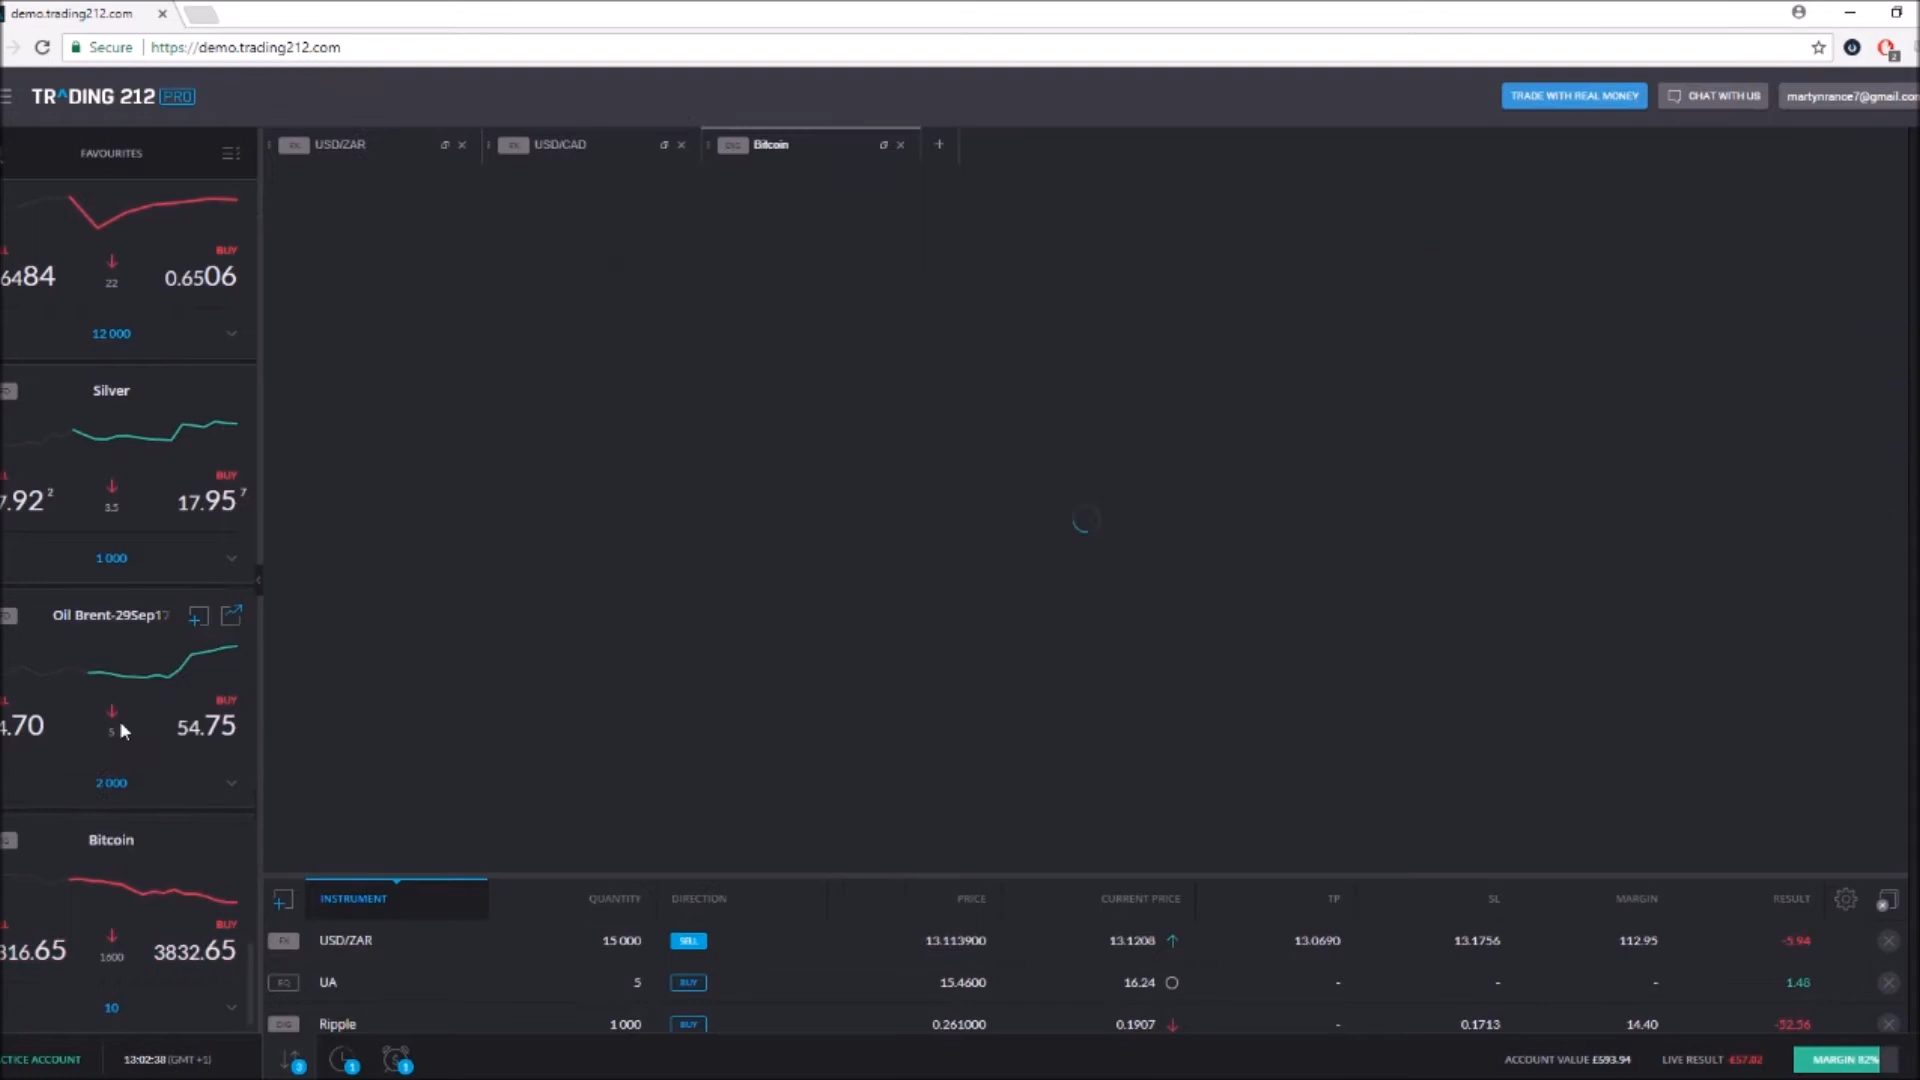 demo.trading212.com
Secure https://demo.trading212.com
TR^DING 212 PRO
TRADE WITH REAL MONEY
CHAT WITH US
martynrance7@gmail.com
FAVOURITES
USD/ZAR
USD/CAD
Bitcoin
BUY
6484 22 0.6506
12 000
Silver
BUY
7.92 2 3.5 17.95 7
1 000
Oil Brent-29Sep17
BUY
4.70 5 54.75
2 000
Bitcoin
BUY
816.65 1600 3832.65
10
INSTRUMENT QUANTITY DIRECTION PRICE CURRENT PRICE TP SL MARGIN RESULT
FX USD/ZAR 15 000 SELL 13.113900 13.1208 13.0690 13.1756 112.95 -5.94
EQ UA 5 BUY 15.4600 16.24 - - - 1.48
DIG Ripple 1 000 BUY 0.261000 0.1907 - 0.1713 14.40 -52.56
CTICE ACCOUNT 13:02:38 (GMT +1) 3 1 1 ACCOUNT VALUE £593.94 LIVE RESULT -£57.02 MARGIN 82%